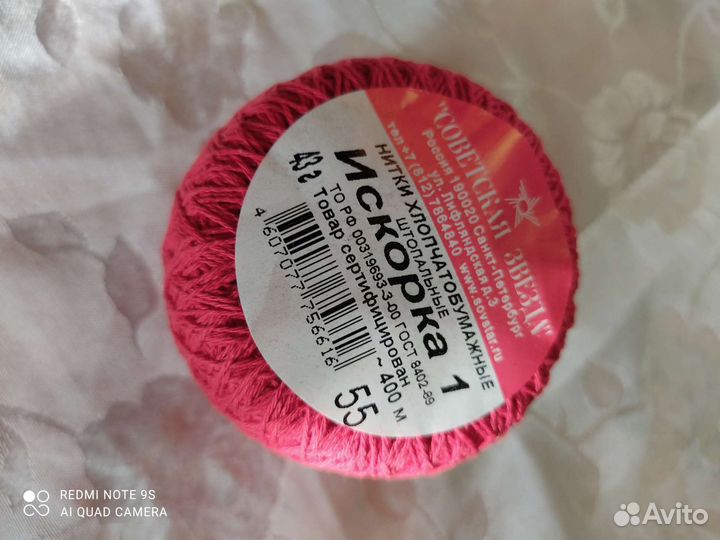 "СОВЕТСКАЯ ЗВЕЗДА"
Россия 190020 Санкт-Петербург
ул. Лифляндская д.3
тел +7 (812) 7864840 www.sovstar.ru
НИТКИ ХЛОПЧАТОБУМАЖНЫЕ
ШТОПАЛЬНЫЕ
Искорка 1
ТО РФ 00319693-3-00 ГОСТ 8402-89
43 г Товар сертифицирован ~ 400 м
4 607077 756616
55
REDMI NOTE 9S
AI QUAD CAMERA
Avito